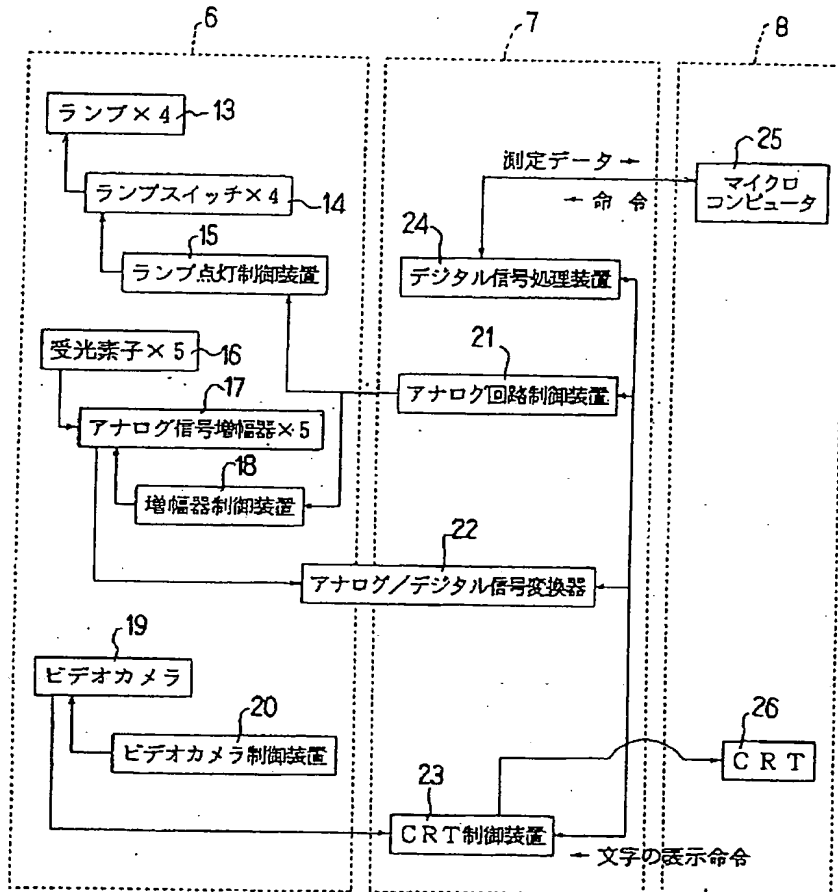 6
7
8
ランプ×4
13
ランプスイッチ×4
14
15
ランプ点灯制御装置
受光素子×5
16
17
アナログ信号増幅器×5
18
増幅器制御装置
19
ビデオカメラ
20
ビデオカメラ制御装置
測定データ→
←命令
24
デジタル信号処理装置
21
アナログ回路制御装置
22
アナログ/デジタル信号変換器
23
CRT制御装置
←文字の表示命令
25
マイクロ
コンピュータ
26
CRT